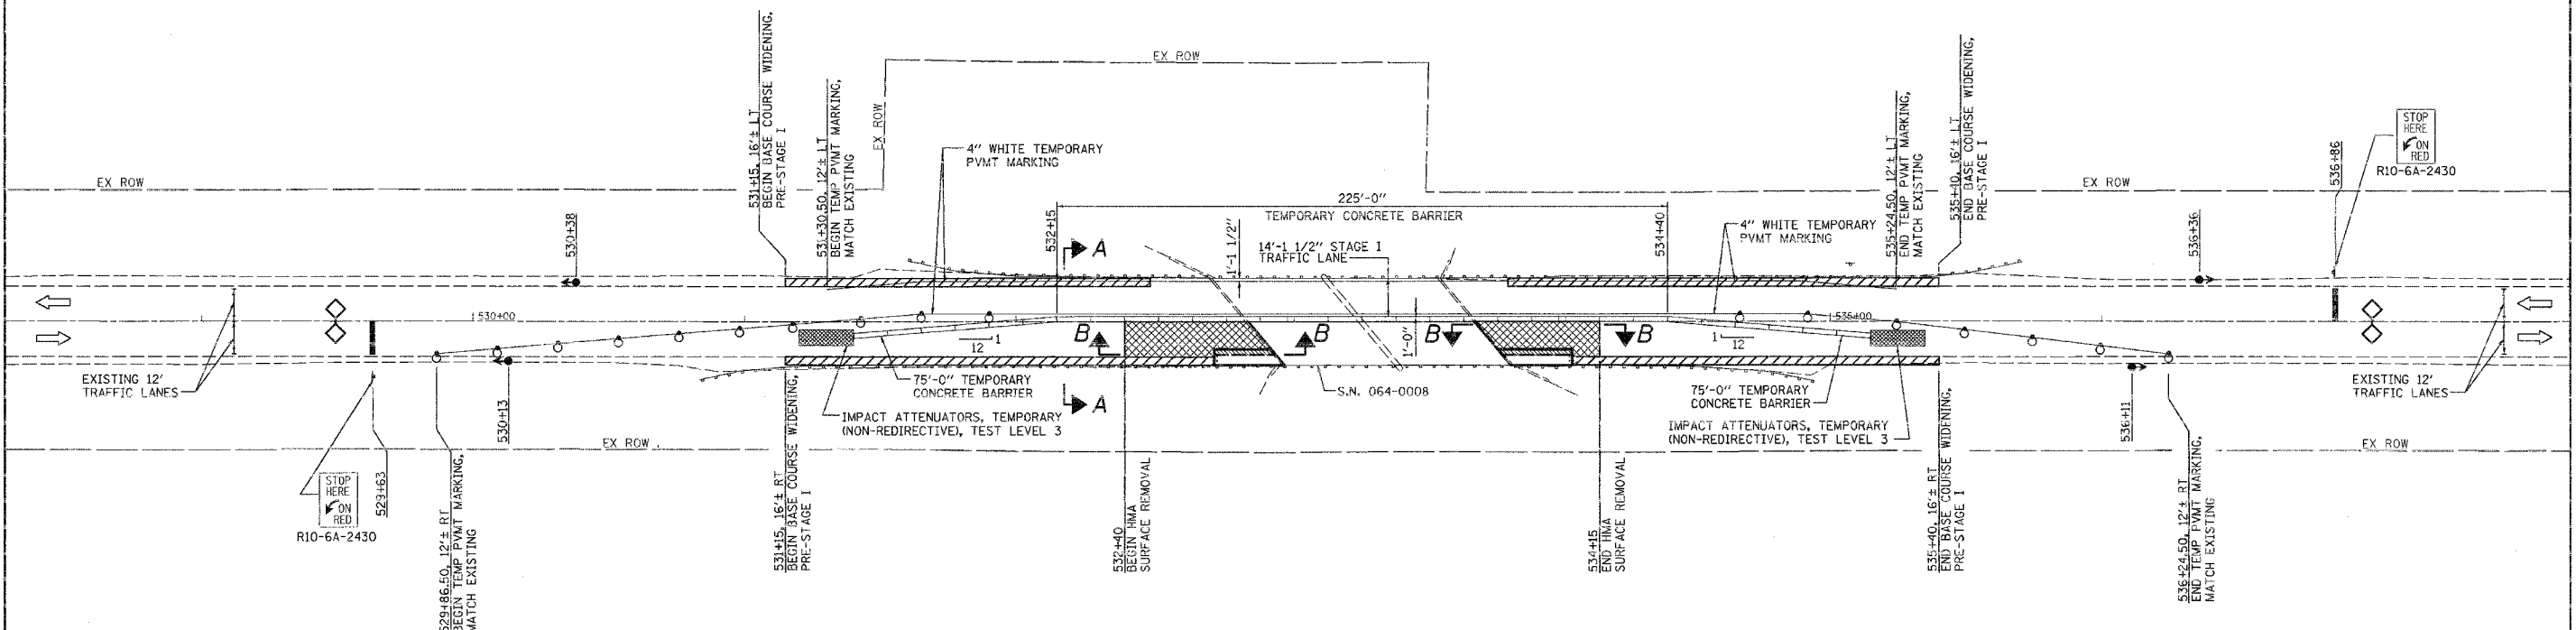 EX ROW
EX ROW
EX ROW
EX ROW
EX ROW
EX ROW
531+15, 16'± LT
BEGIN BASE COURSE WIDENING,
PRE-STAGE I
531+30.50, 12'± LT
BEGIN TEMP PVMT MARKING,
MATCH EXISTING
4" WHITE TEMPORARY
PVMT MARKING
225'-0"
TEMPORARY CONCRETE BARRIER
532+15
534+40
14'-1 1/2" STAGE I
TRAFFIC LANE
1'-1 1/2"
4" WHITE TEMPORARY
PVMT MARKING
535+24.50, 12'± LT
END TEMP PVMT MARKING,
MATCH EXISTING
535+40, 16'± LT
END BASE COURSE WIDENING,
PRE-STAGE I
536+36
536+86
STOP
HERE
ON
RED
R10-6A-2430
530+38
A
530+00
535+00
B
B
B
B
1'-0"
1
12
1
12
EXISTING 12'
TRAFFIC LANES
75'-0" TEMPORARY
CONCRETE BARRIER
A
IMPACT ATTENUATORS, TEMPORARY
(NON-REDIRECTIVE), TEST LEVEL 3
S.N. 064-0008
75'-0" TEMPORARY
CONCRETE BARRIER
IMPACT ATTENUATORS, TEMPORARY
(NON-REDIRECTIVE), TEST LEVEL 3
EXISTING 12'
TRAFFIC LANES
530+13
536+11
STOP
HERE
ON
RED
R10-6A-2430
529+63
529+86.50, 12'± RT
BEGIN TEMP PVMT MARKING,
MATCH EXISTING
531+15, 16'± RT
BEGIN BASE COURSE WIDENING,
PRE-STAGE I
532+40
BEGIN HMA
SURFACE REMOVAL
534+15
END HMA
SURFACE REMOVAL
535+40, 16'± RT
END BASE COURSE WIDENING,
PRE-STAGE I
536+24.50, 12'± RT
END TEMP PVMT MARKING,
MATCH EXISTING